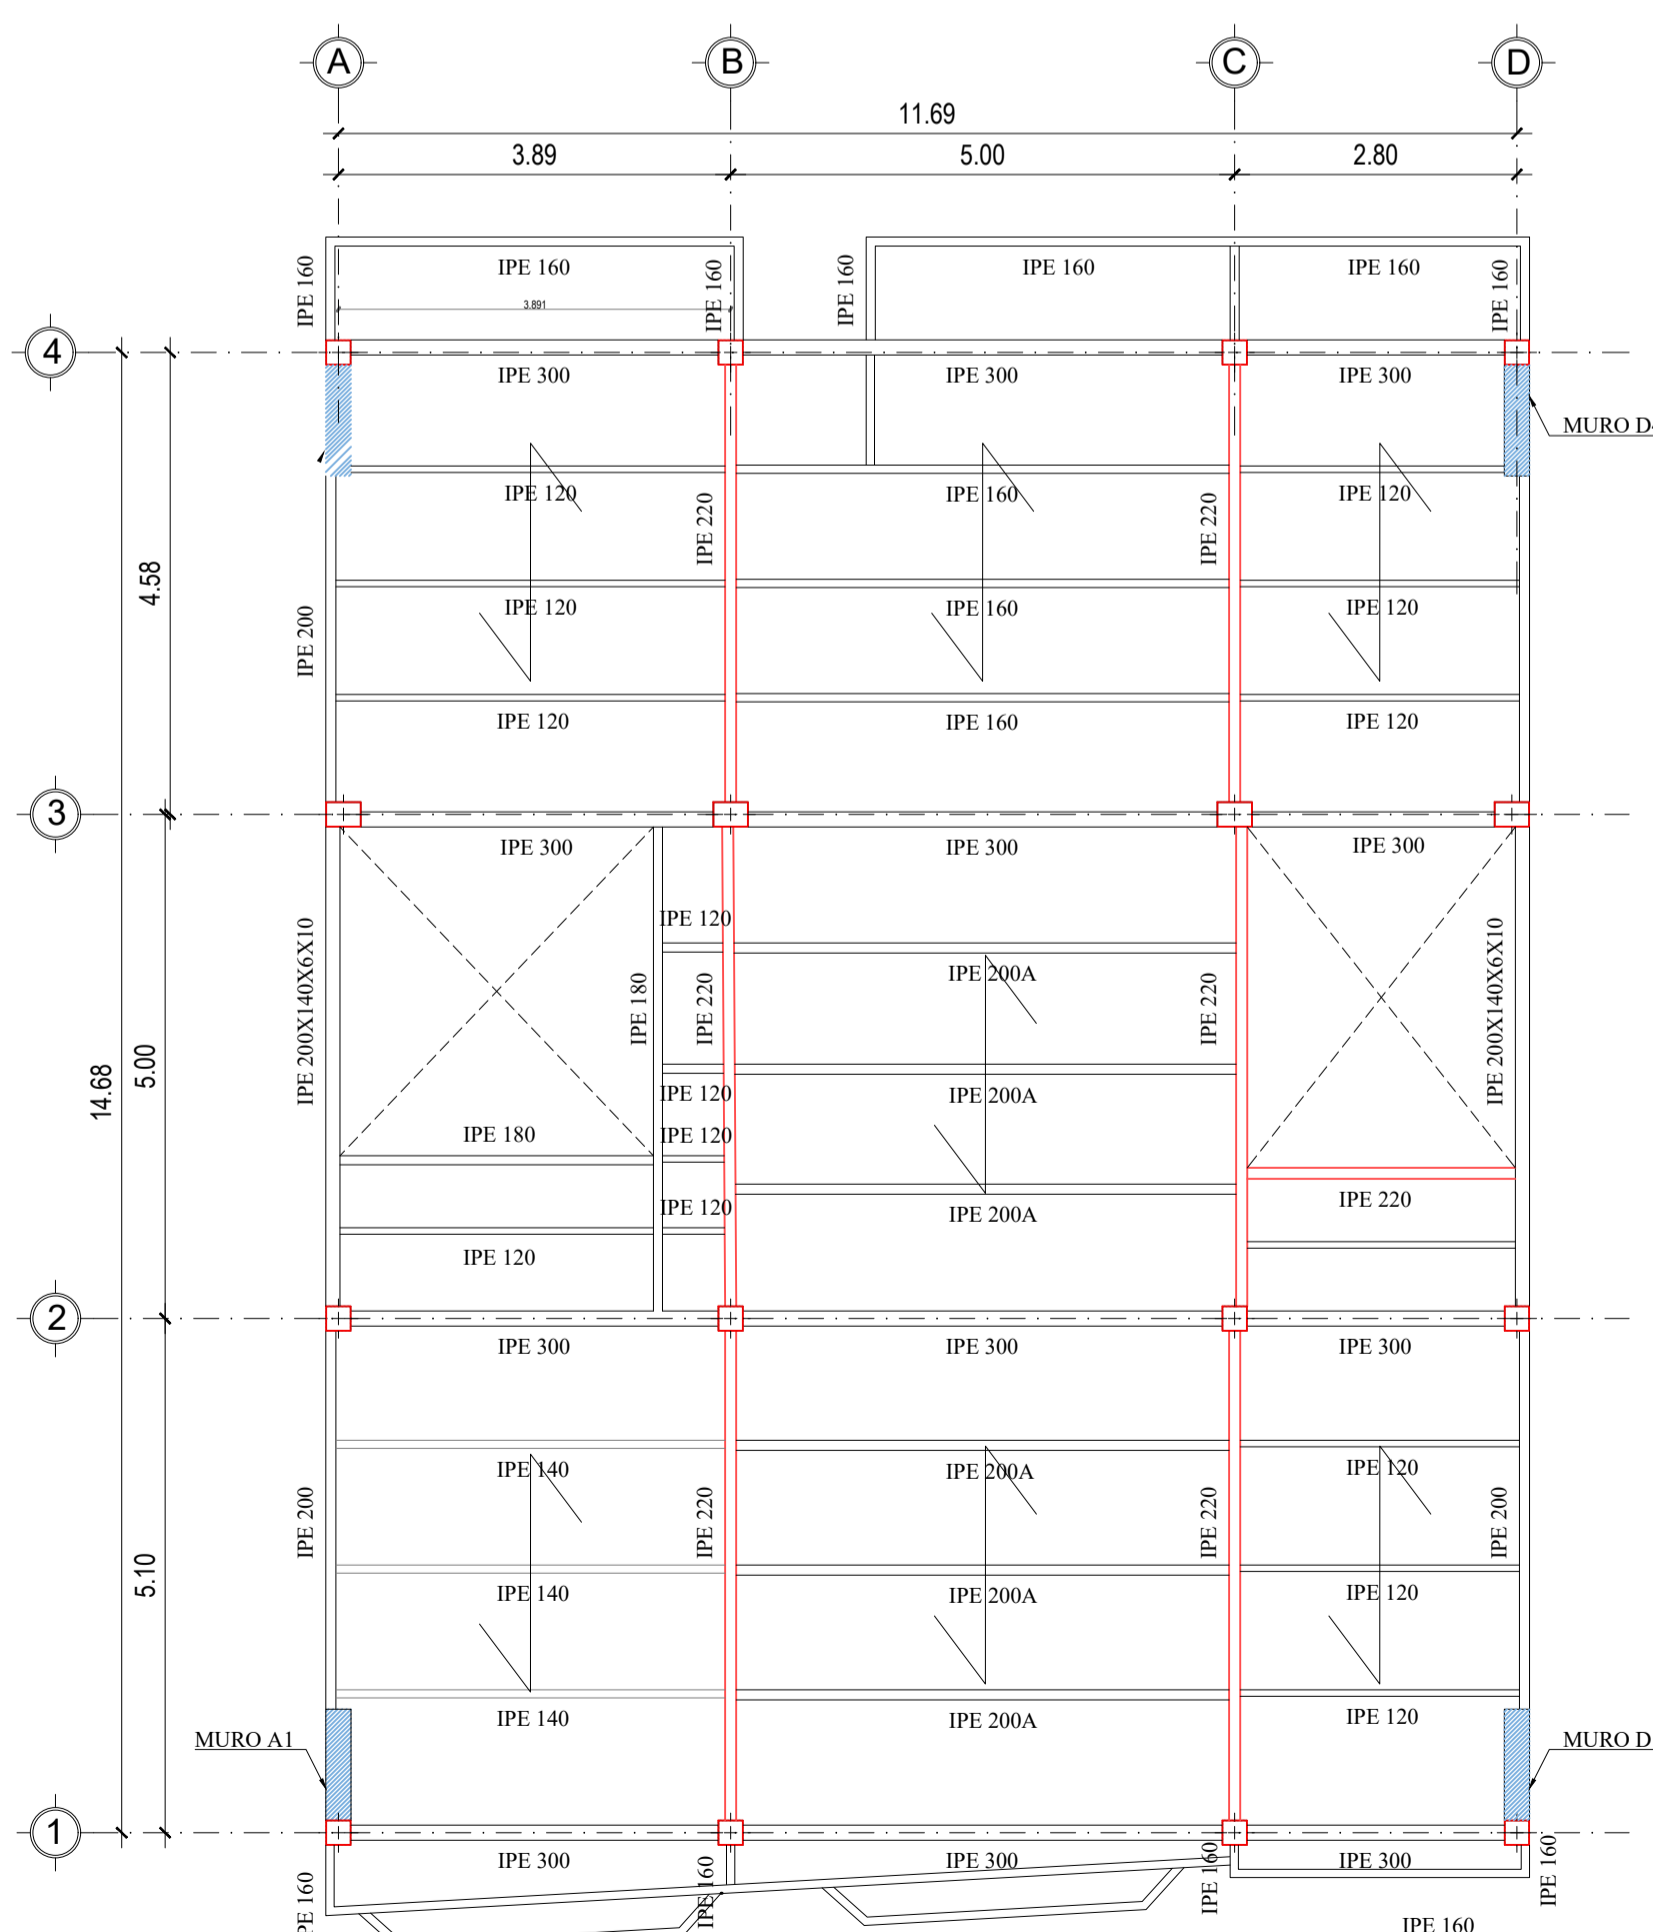 A B C D
11.69
3.89 5.00 2.80
IPE 160 IPE 160 IPE 160 IPE 160 IPE 160 IPE 160 IPE 160
3.891
4
IPE 300 IPE 300 IPE 300
MURO D
IPE 120 IPE 160 IPE 120
IPE 220 IPE 220
4.58
IPE 120 IPE 160 IPE 120
IPE 200
IPE 120 IPE 160 IPE 120
3
IPE 300 IPE 300 IPE 300
IPE 120
IPE 200X140X6X10 IPE 180 IPE 220 IPE 200A IPE 220 IPE 200X140X6X10
14.68
5.00
IPE 120 IPE 200A
IPE 180 IPE 120
IPE 120 IPE 200A IPE 220
IPE 120
2
IPE 300 IPE 300 IPE 300
IPE 140 IPE 200A IPE 120
IPE 200 IPE 220 IPE 220 IPE 200
5.10
IPE 140 IPE 200A IPE 120
IPE 140 IPE 200A IPE 120
MURO A1 MURO D
1
IPE 300 IPE 300 IPE 300
PE 160 IPE 160 IPE 160 IPE 160
IPE 160